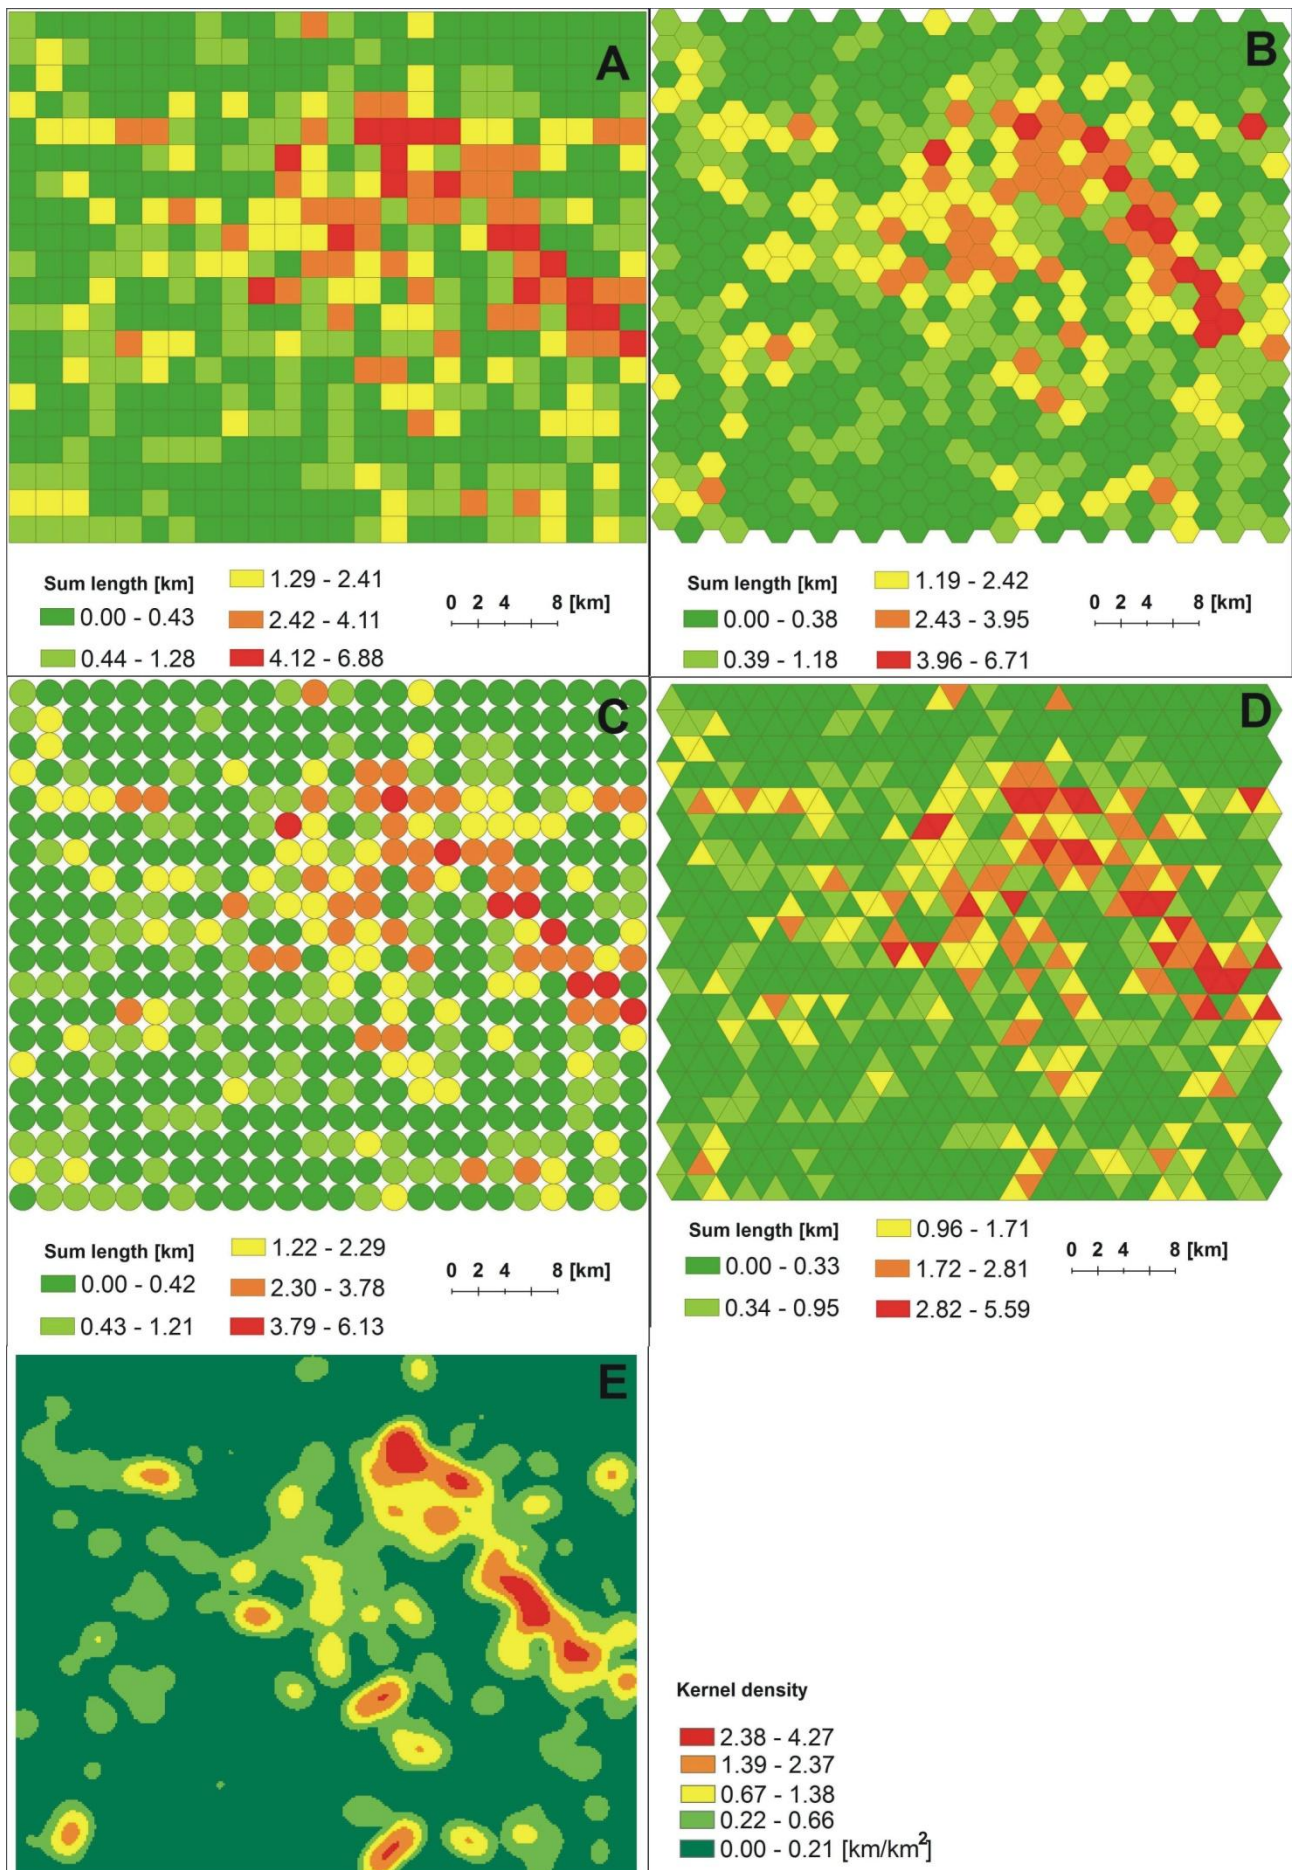 A
Sum length [km]
0.00 - 0.43
0.44 - 1.28
1.29 - 2.41
2.42 - 4.11
4.12 - 6.88
0 2 4 8 [km]
B
Sum length [km]
0.00 - 0.38
0.39 - 1.18
1.19 - 2.42
2.43 - 3.95
3.96 - 6.71
0 2 4 8 [km]
C
Sum length [km]
0.00 - 0.42
0.43 - 1.21
1.22 - 2.29
2.30 - 3.78
3.79 - 6.13
0 2 4 8 [km]
D
Sum length [km]
0.00 - 0.33
0.34 - 0.95
0.96 - 1.71
1.72 - 2.81
2.82 - 5.59
0 2 4 8 [km]
E
Kernel density
2.38 - 4.27
1.39 - 2.37
0.67 - 1.38
0.22 - 0.66
0.00 - 0.21 [km/km²]